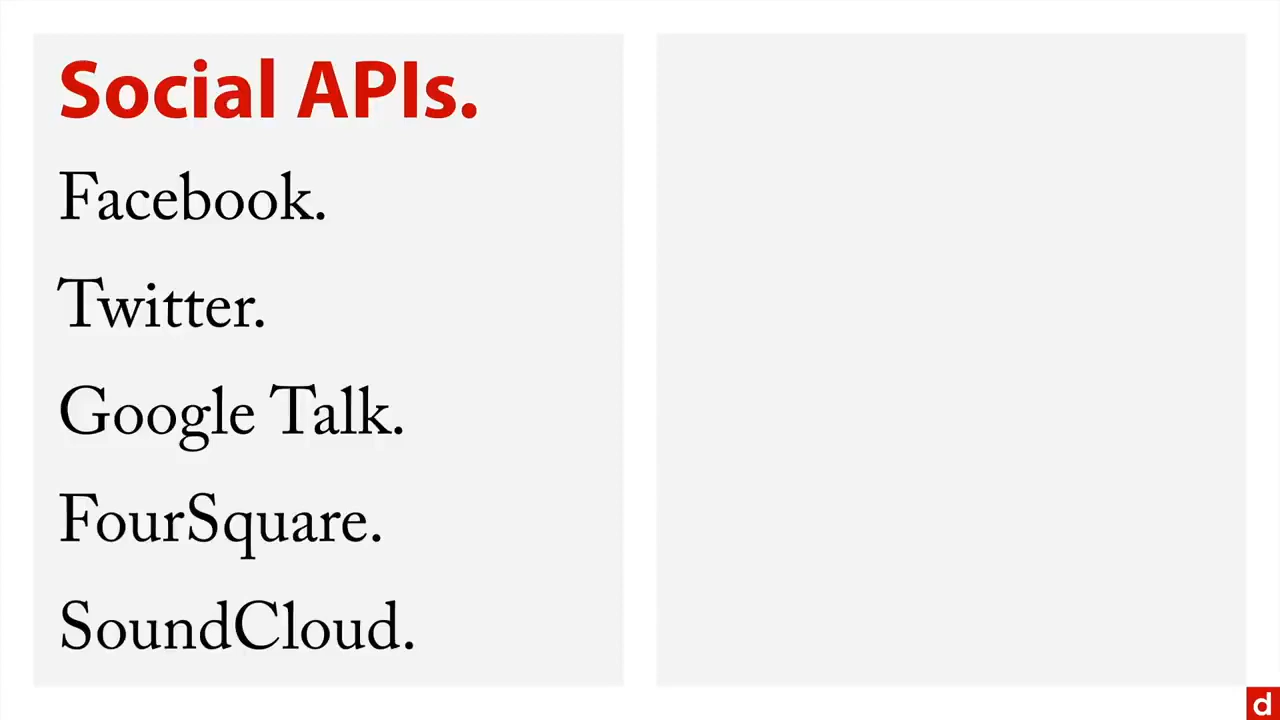 Social APIs.
Facebook.
Twitter.
Google Talk.
FourSquare.
SoundCloud.
d